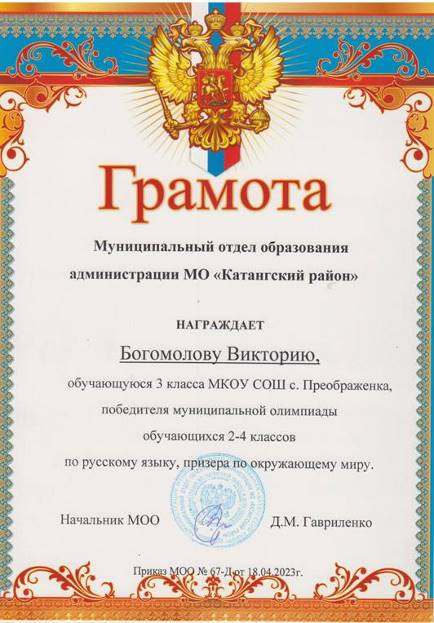 Грамота
Муниципальный отдел образования
администрации МО «Катангский район»
НАГРАЖДАЕТ
Богомолову Викторию,
обучающуюся 3 класса МКОУ СОШ с. Преображенка,
победителя муниципальной олимпиады
обучающихся 2-4 классов
по русскому языку, призера по окружающему миру.
Начальник МОО Д.М. Гавриленко
Приказ МОО № 67-Д от 18.04.2023г.